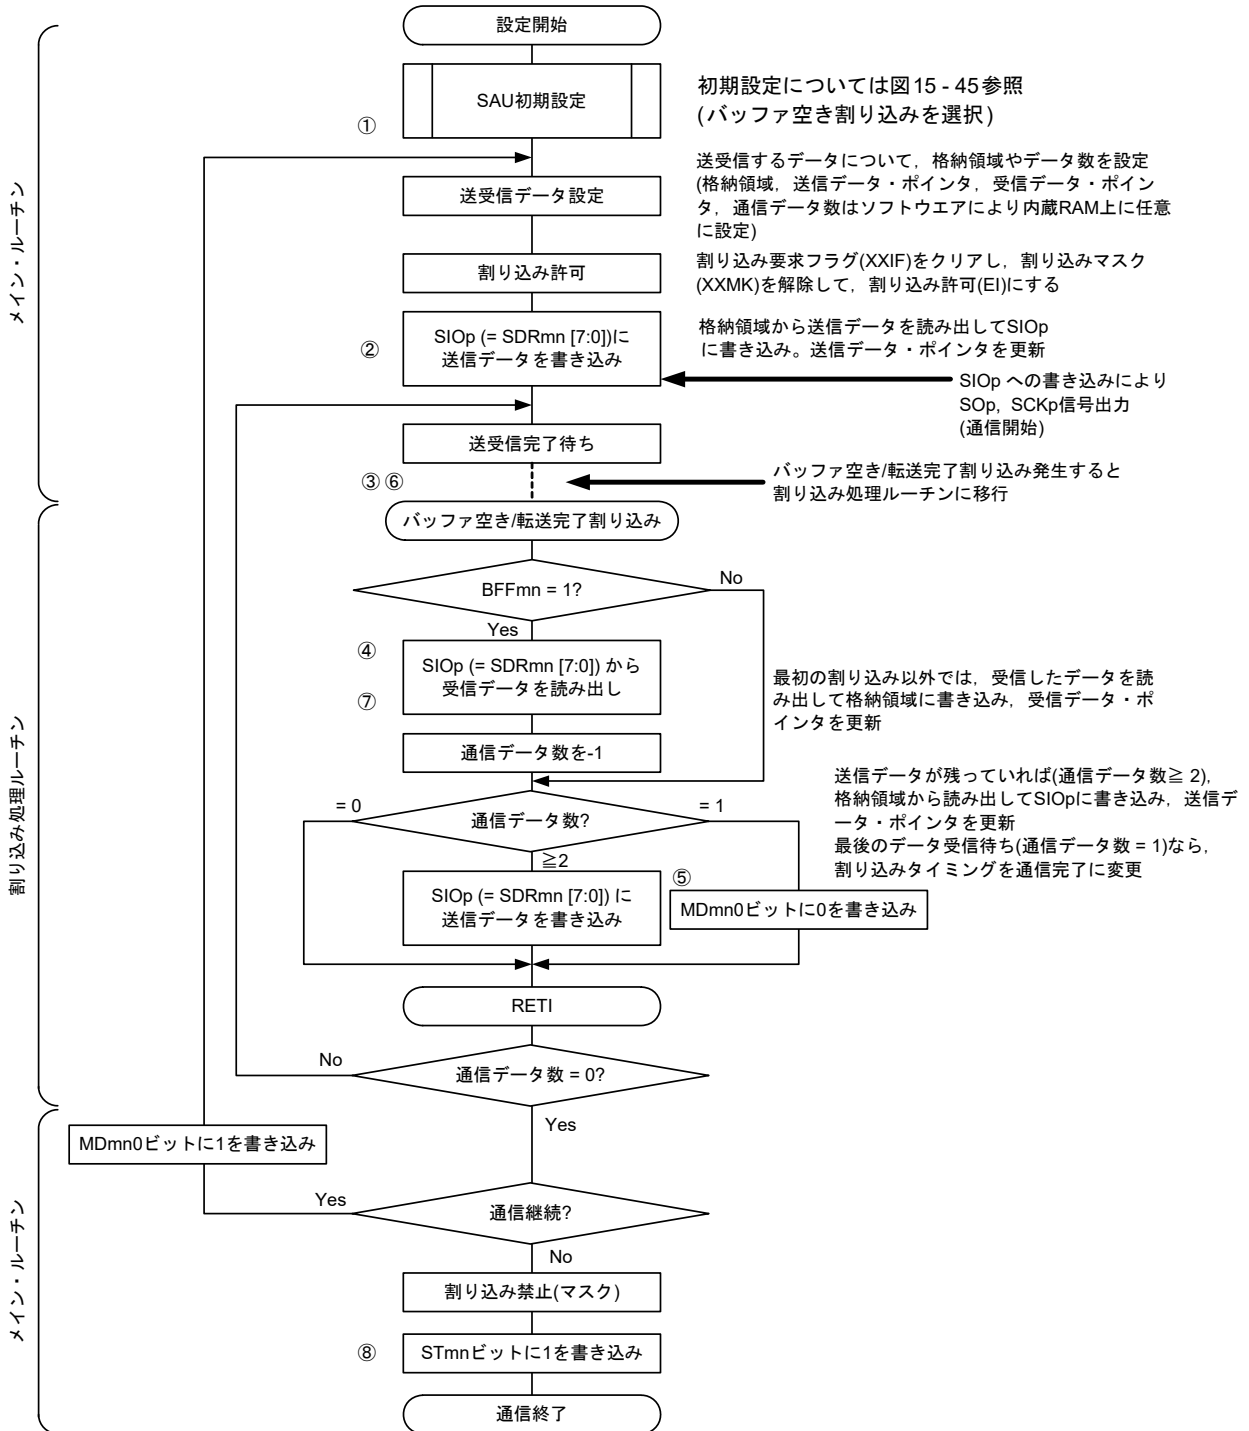 設定開始
SAU初期設定
初期設定については図15 - 45参照
(バッファ空き割り込みを選択)
①
送受信するデータについて，格納領域やデータ数を設定
(格納領域，送信データ・ポインタ，受信データ・ポイン
タ，通信データ数はソフトウエアにより内蔵RAM上に任意
に設定)
送受信データ設定
メイン・ルーチン
割り込み許可
割り込み要求フラグ(XXIF)をクリアし，割り込みマスク
(XXMK)を解除して，割り込み許可(EI)にする
②
SIOp (= SDRmn [7:0])に
送信データを書き込み
格納領域から送信データを読み出してSIOp
に書き込み。送信データ・ポインタを更新
SIOp への書き込みにより
SOp，SCKp信号出力
(通信開始)
送受信完了待ち
③ ⑥
バッファ空き/転送完了割り込み発生すると
割り込み処理ルーチンに移行
バッファ空き/転送完了割り込み
BFFmn = 1?
No
Yes
④
SIOp (= SDRmn [7:0]) から
受信データを読み出し
⑦
最初の割り込み以外では，受信したデータを読
み出して格納領域に書き込み，受信データ・ポ
インタを更新
通信データ数を-1
割り込み処理ルーチン
送信データが残っていれば(通信データ数≧ 2)，
格納領域から読み出してSIOpに書き込み，送信デ
ータ・ポインタを更新
最後のデータ受信待ち(通信データ数 = 1)なら，
割り込みタイミングを通信完了に変更
= 0
通信データ数?
= 1
≧2
SIOp (= SDRmn [7:0]) に
送信データを書き込み
⑤
MDmn0ビットに0を書き込み
RETI
No
通信データ数 = 0?
Yes
MDmn0ビットに1を書き込み
Yes
通信継続?
No
メイン・ルーチン
割り込み禁止(マスク)
⑧
STmnビットに1を書き込み
通信終了